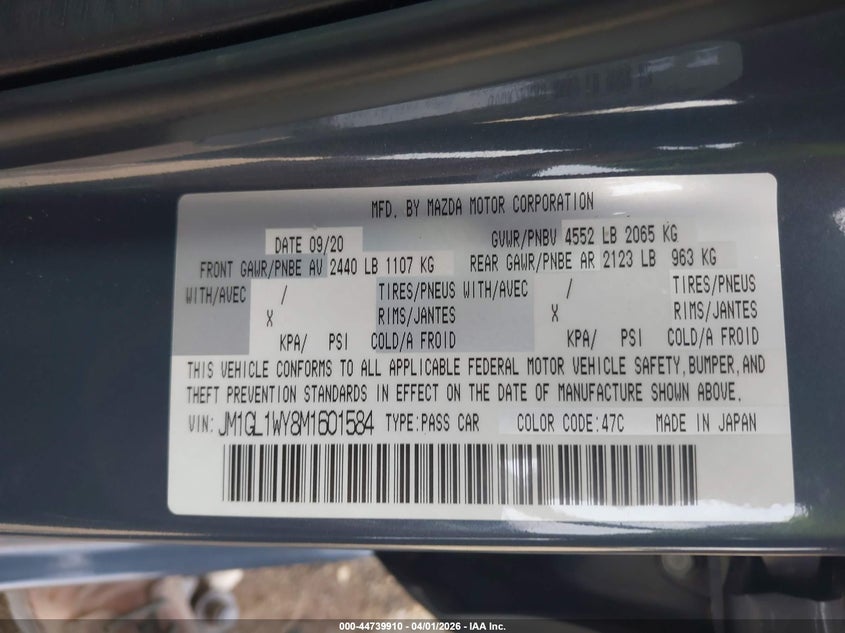 MFD. BY MAZDA MOTOR CORPORATION
DATE 09/20 GVWR/PNBV 4552 LB 2065 KG
FRONT GAWR/PNBE AV 2440 LB 1107 KG REAR GAWR/PNBE AR 2123 LB 963 KG
WITH/AVEC / TIRES/PNEUS WITH/AVEC / TIRES/PNEUS
X RIMS/JANTES X RIMS/JANTES
KPA/ PSI COLD/A FROID KPA/ PSI COLD/A FROID
THIS VEHICLE CONFORMS TO ALL APPLICABLE FEDERAL MOTOR VEHICLE SAFETY,BUMPER,AND
THEFT PREVENTION STANDARDS IN EFFECT ON THE DATE OF MANUFACTURE SHOWN ABOVE.
VIN: JM1GL1WY8M1601584 TYPE:PASS CAR COLOR CODE:47C MADE IN JAPAN
000-44739910 - 04/01/2026 - IAA Inc.